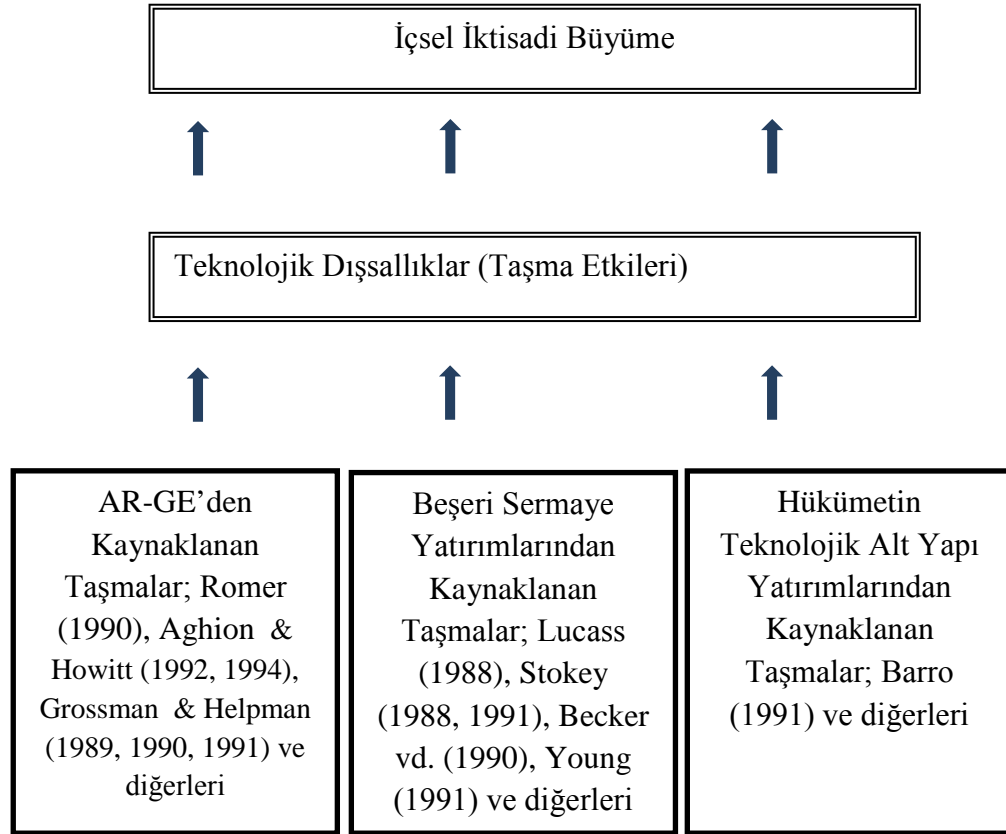 İçsel İktisadi Büyüme
Teknolojik Dışsallıklar (Taşma Etkileri)
AR-GE’den
Kaynaklanan
Taşmalar; Romer
(1990), Aghion & 
Howitt (1992, 1994),
Grossman & Helpman
(1989, 1990, 1991) ve
diğerleri
Beşeri Sermaye
Yatırımlarından
Kaynaklanan
Taşmalar; Lucass
(1988), Stokey
(1988, 1991), Becker
vd. (1990), Young
(1991) ve diğerleri
Hükümetin
Teknolojik Alt Yapı
Yatırımlarından
Kaynaklanan
Taşmalar; Barro
(1991) ve diğerleri